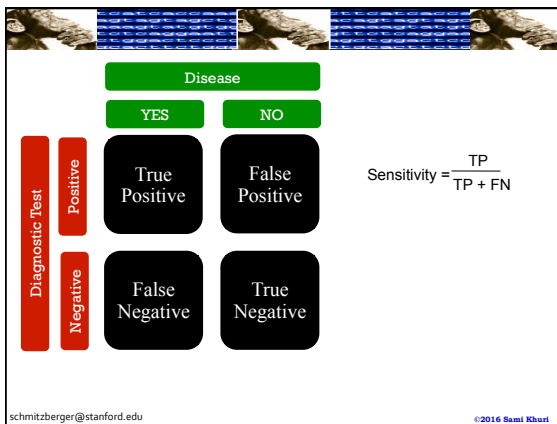 Disease
YES
NO
Diagnostic Test
Positive
True
Positive
False
Positive
Sensitivity = TP
TP + FN
Negative
False
Negative
True
Negative
schmitzberger@stanford.edu
©2016 Sami Khuri